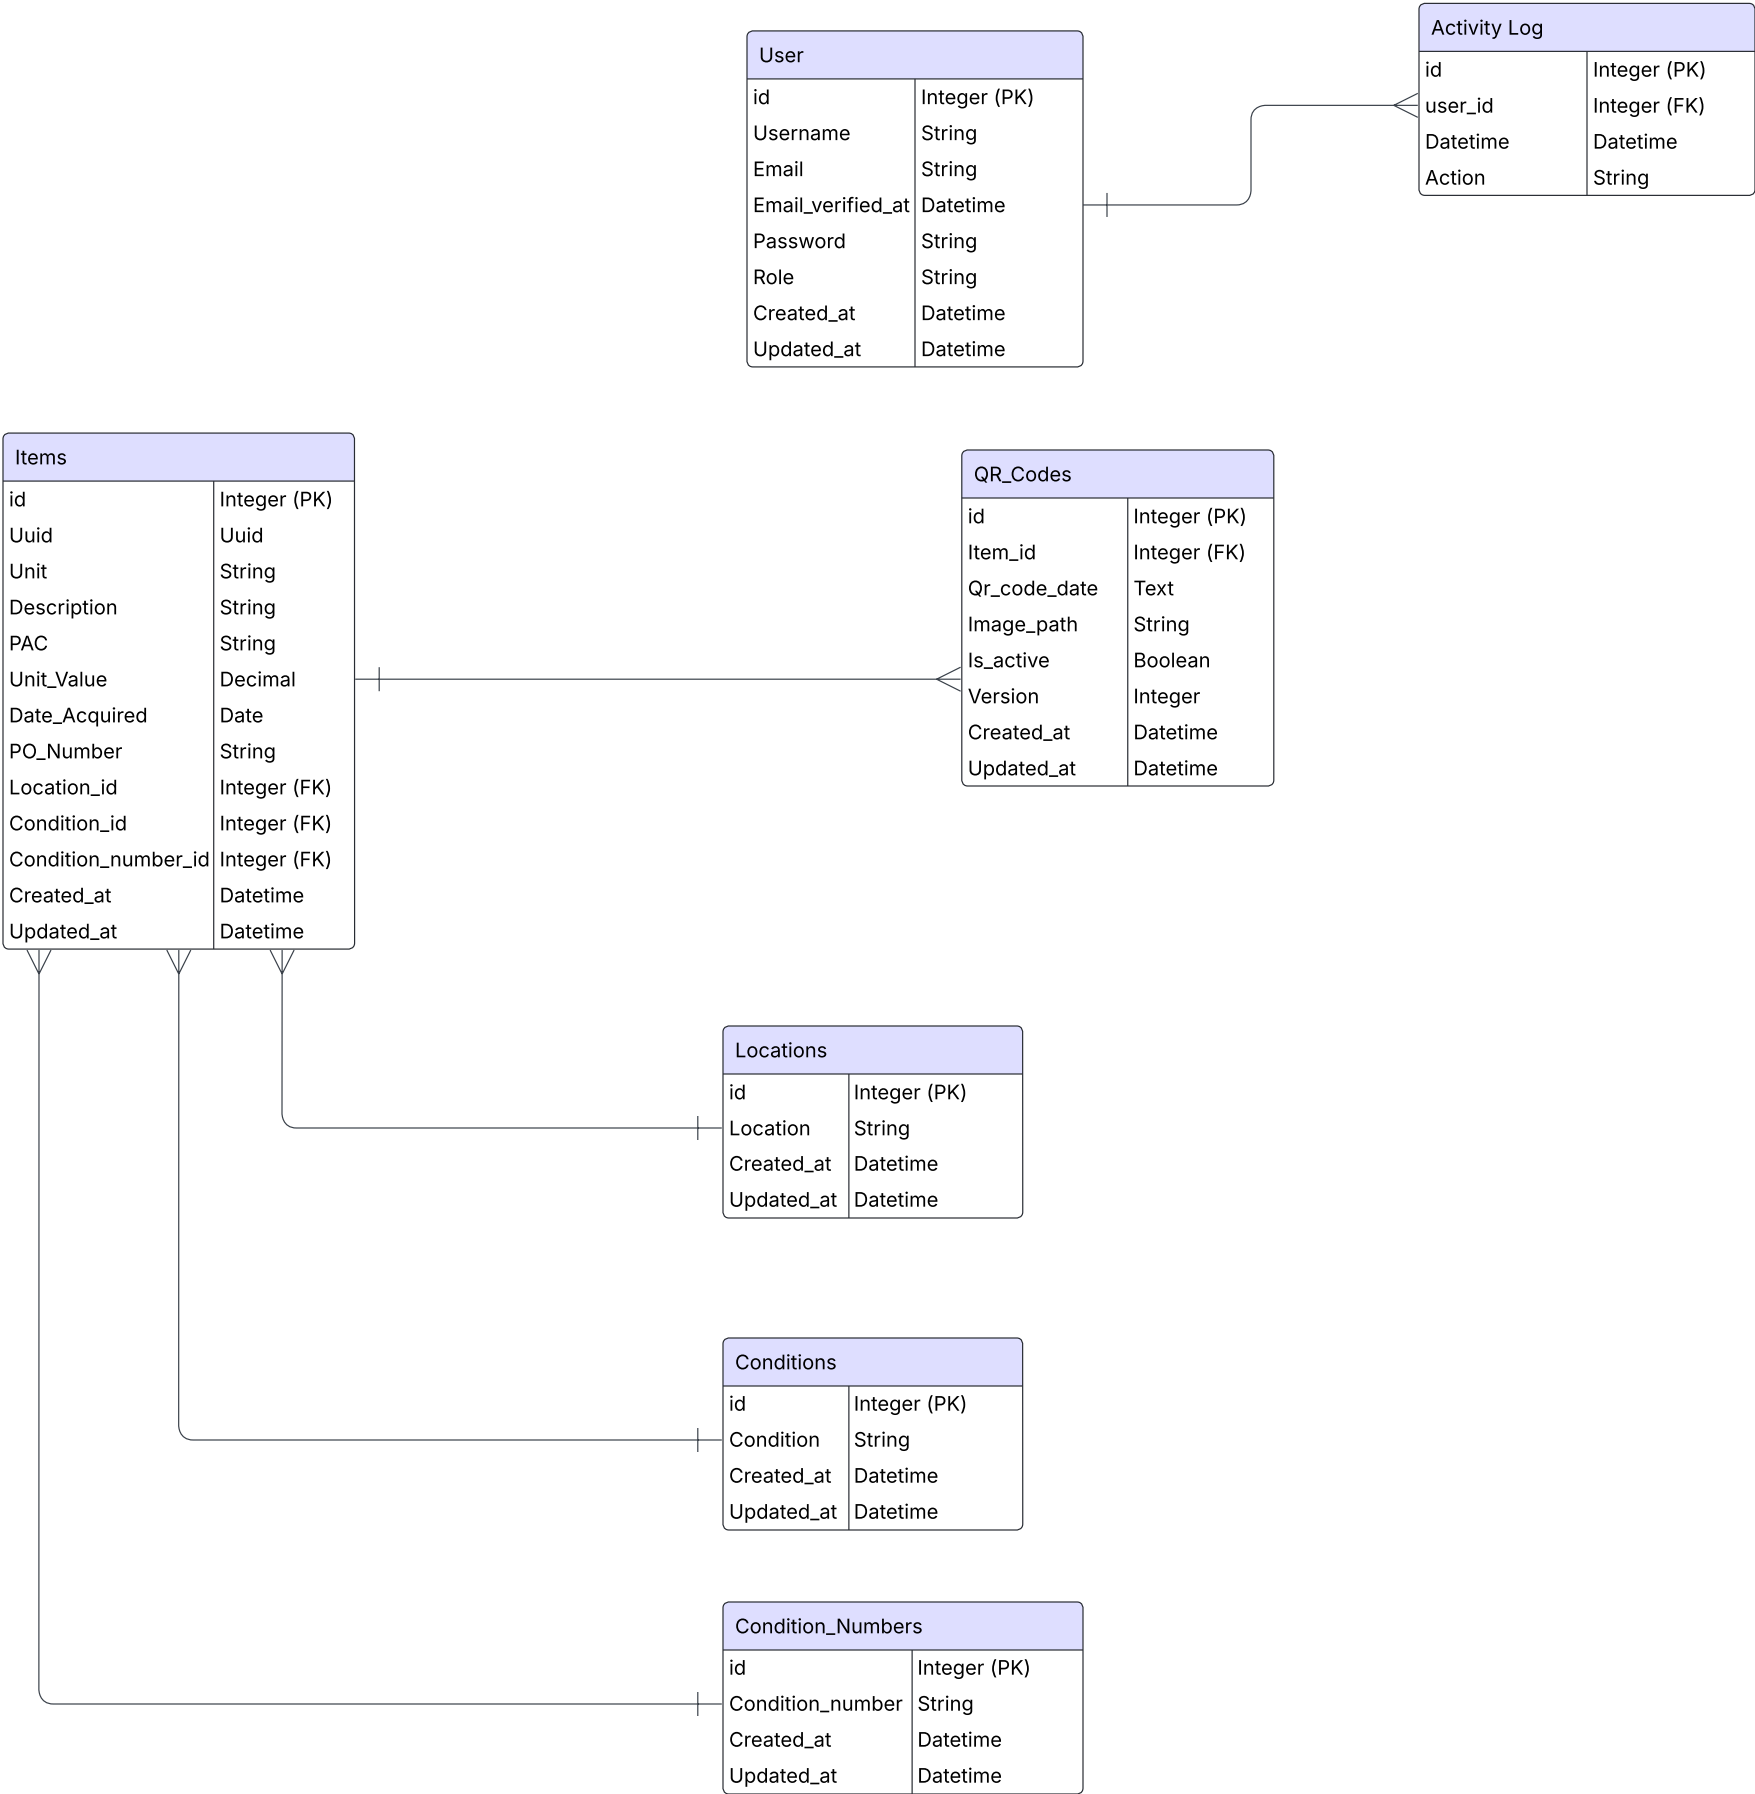 User
id Integer (PK)
Username String
Email String
Email_verified_at Datetime
Password String
Role String
Created_at Datetime
Updated_at Datetime
Activity Log
id Integer (PK)
user_id Integer (FK)
Datetime Datetime
Action String
Items
id Integer (PK)
Uuid Uuid
Unit String
Description String
PAC String
Unit_Value Decimal
Date_Acquired Date
PO_Number String
Location_id Integer (FK)
Condition_id Integer (FK)
Condition_number_id Integer (FK)
Created_at Datetime
Updated_at Datetime
QR_Codes
id Integer (PK)
Item_id Integer (FK)
Qr_code_date Text
Image_path String
Is_active Boolean
Version Integer
Created_at Datetime
Updated_at Datetime
Locations
id Integer (PK)
Location String
Created_at Datetime
Updated_at Datetime
Conditions
id Integer (PK)
Condition String
Created_at Datetime
Updated_at Datetime
Condition_Numbers
id Integer (PK)
Condition_number String
Created_at Datetime
Updated_at Datetime